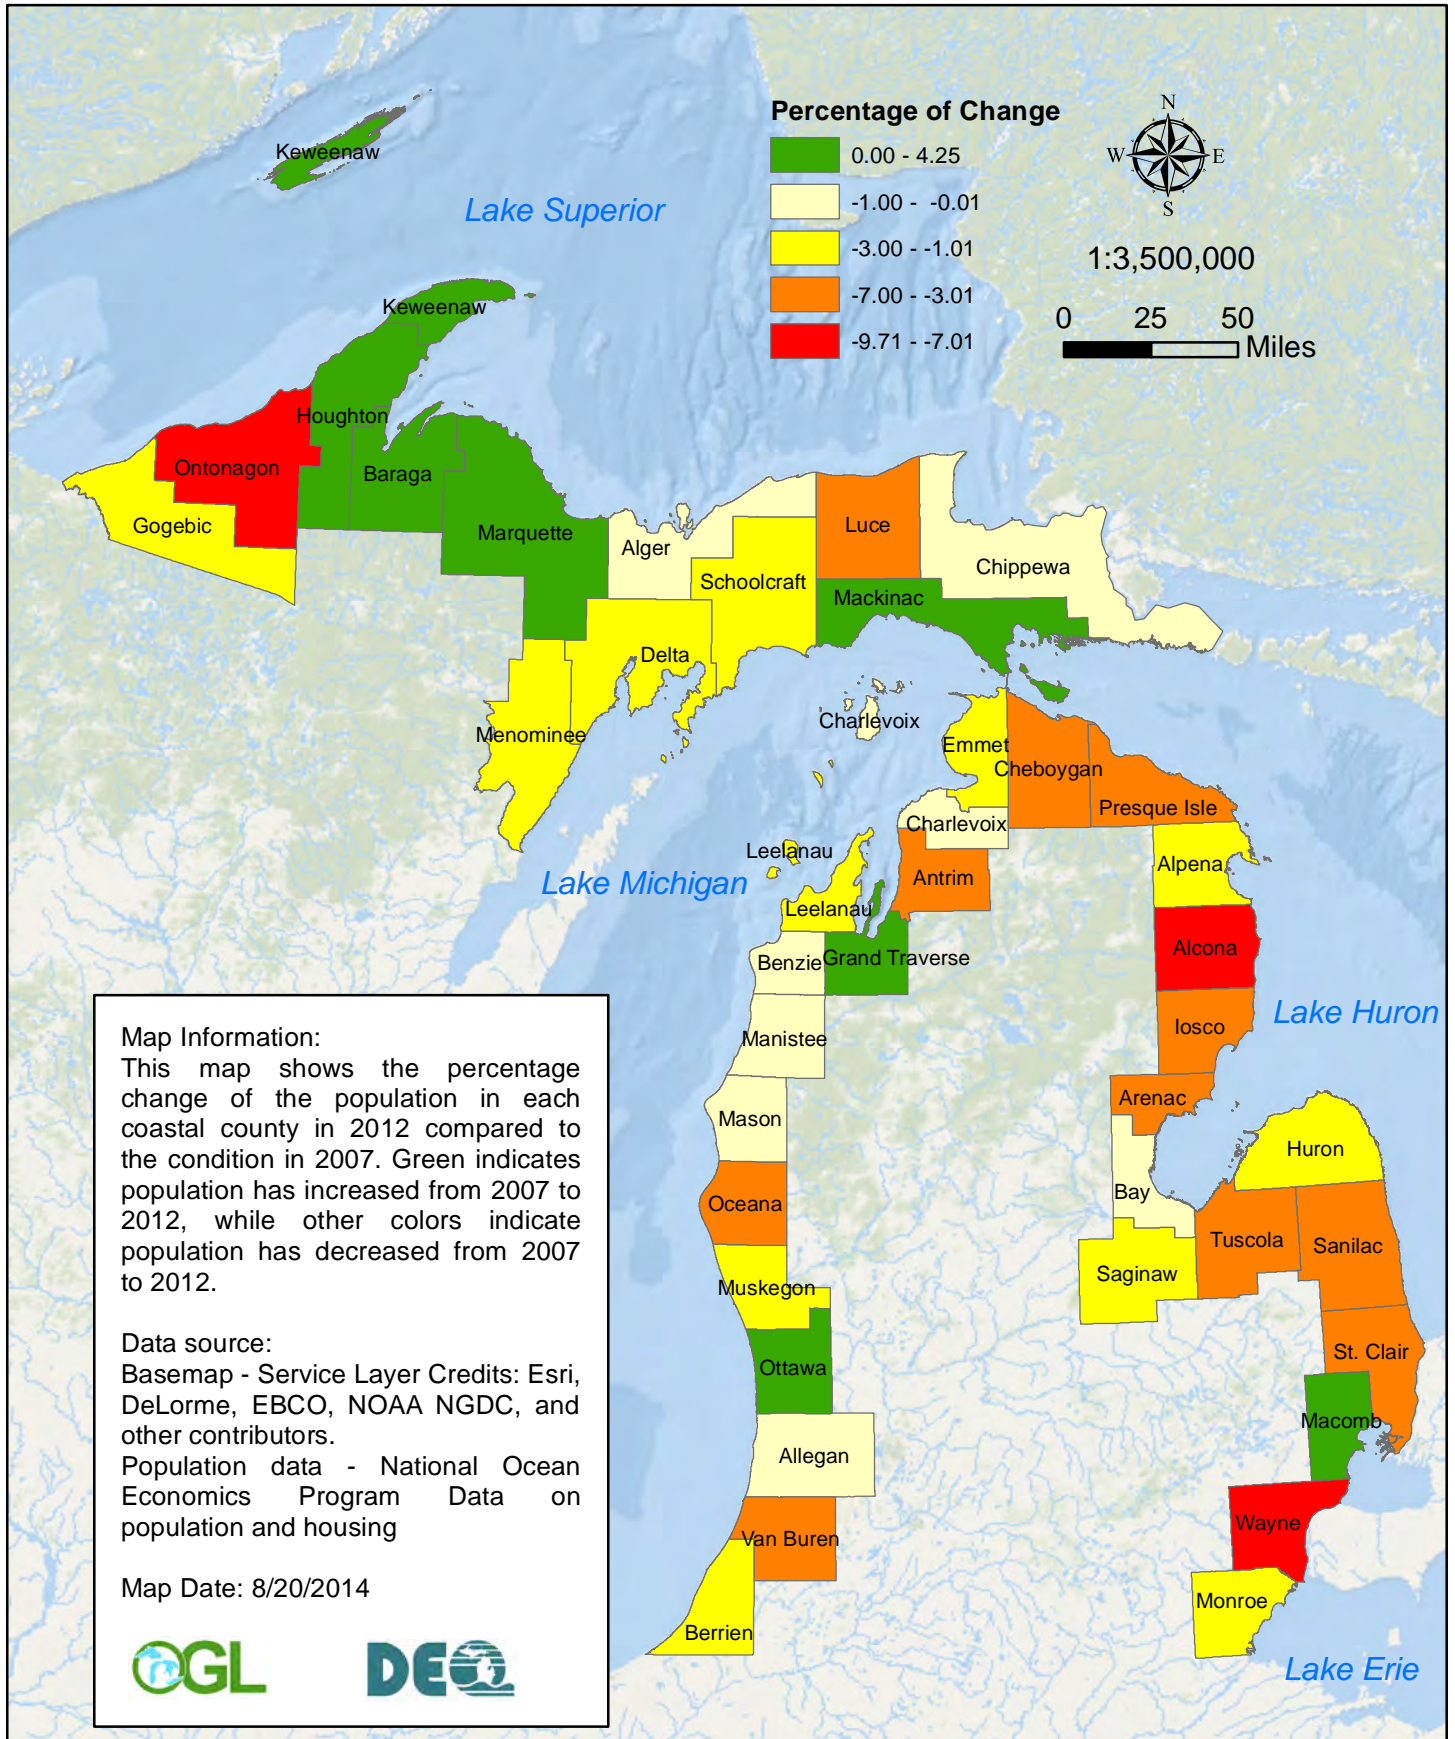 Percentage of Change
0.00 - 4.25
-1.00 - -0.01
-3.00 - -1.01
-7.00 - -3.01
-9.71 - -7.01
N
W
E
S
1:3,500,000
0 25 50
Miles
Keweenaw
Lake Superior
Keweenaw
Houghton
Ontonagon
Baraga
Gogebic
Marquette
Alger
Luce
Schoolcraft
Chippewa
Mackinac
Delta
Menominee
Charlevoix
Emmet
Cheboygan
Presque Isle
Charlevoix
Leelanau
Alpena
Lake Michigan
Antrim
Leelanau
Alcona
Benzie
Grand Traverse
Lake Huron
Iosco
Manistee
Arenac
Mason
Huron
Bay
Oceana
Tuscola
Sanilac
Saginaw
Muskegon
St. Clair
Ottawa
Macomb
Allegan
Wayne
Van Buren
Monroe
Berrien
Lake Erie
Map Information:
This map shows the percentage
change of the population in each
coastal county in 2012 compared to
the condition in 2007. Green indicates
population has increased from 2007 to
2012, while other colors indicate
population has decreased from 2007
to 2012.
Data source:
Basemap - Service Layer Credits: Esri,
DeLorme, EBCO, NOAA NGDC, and
other contributors.
Population data - National Ocean
Economics Program Data on
population and housing
Map Date: 8/20/2014
OGL
DEQ